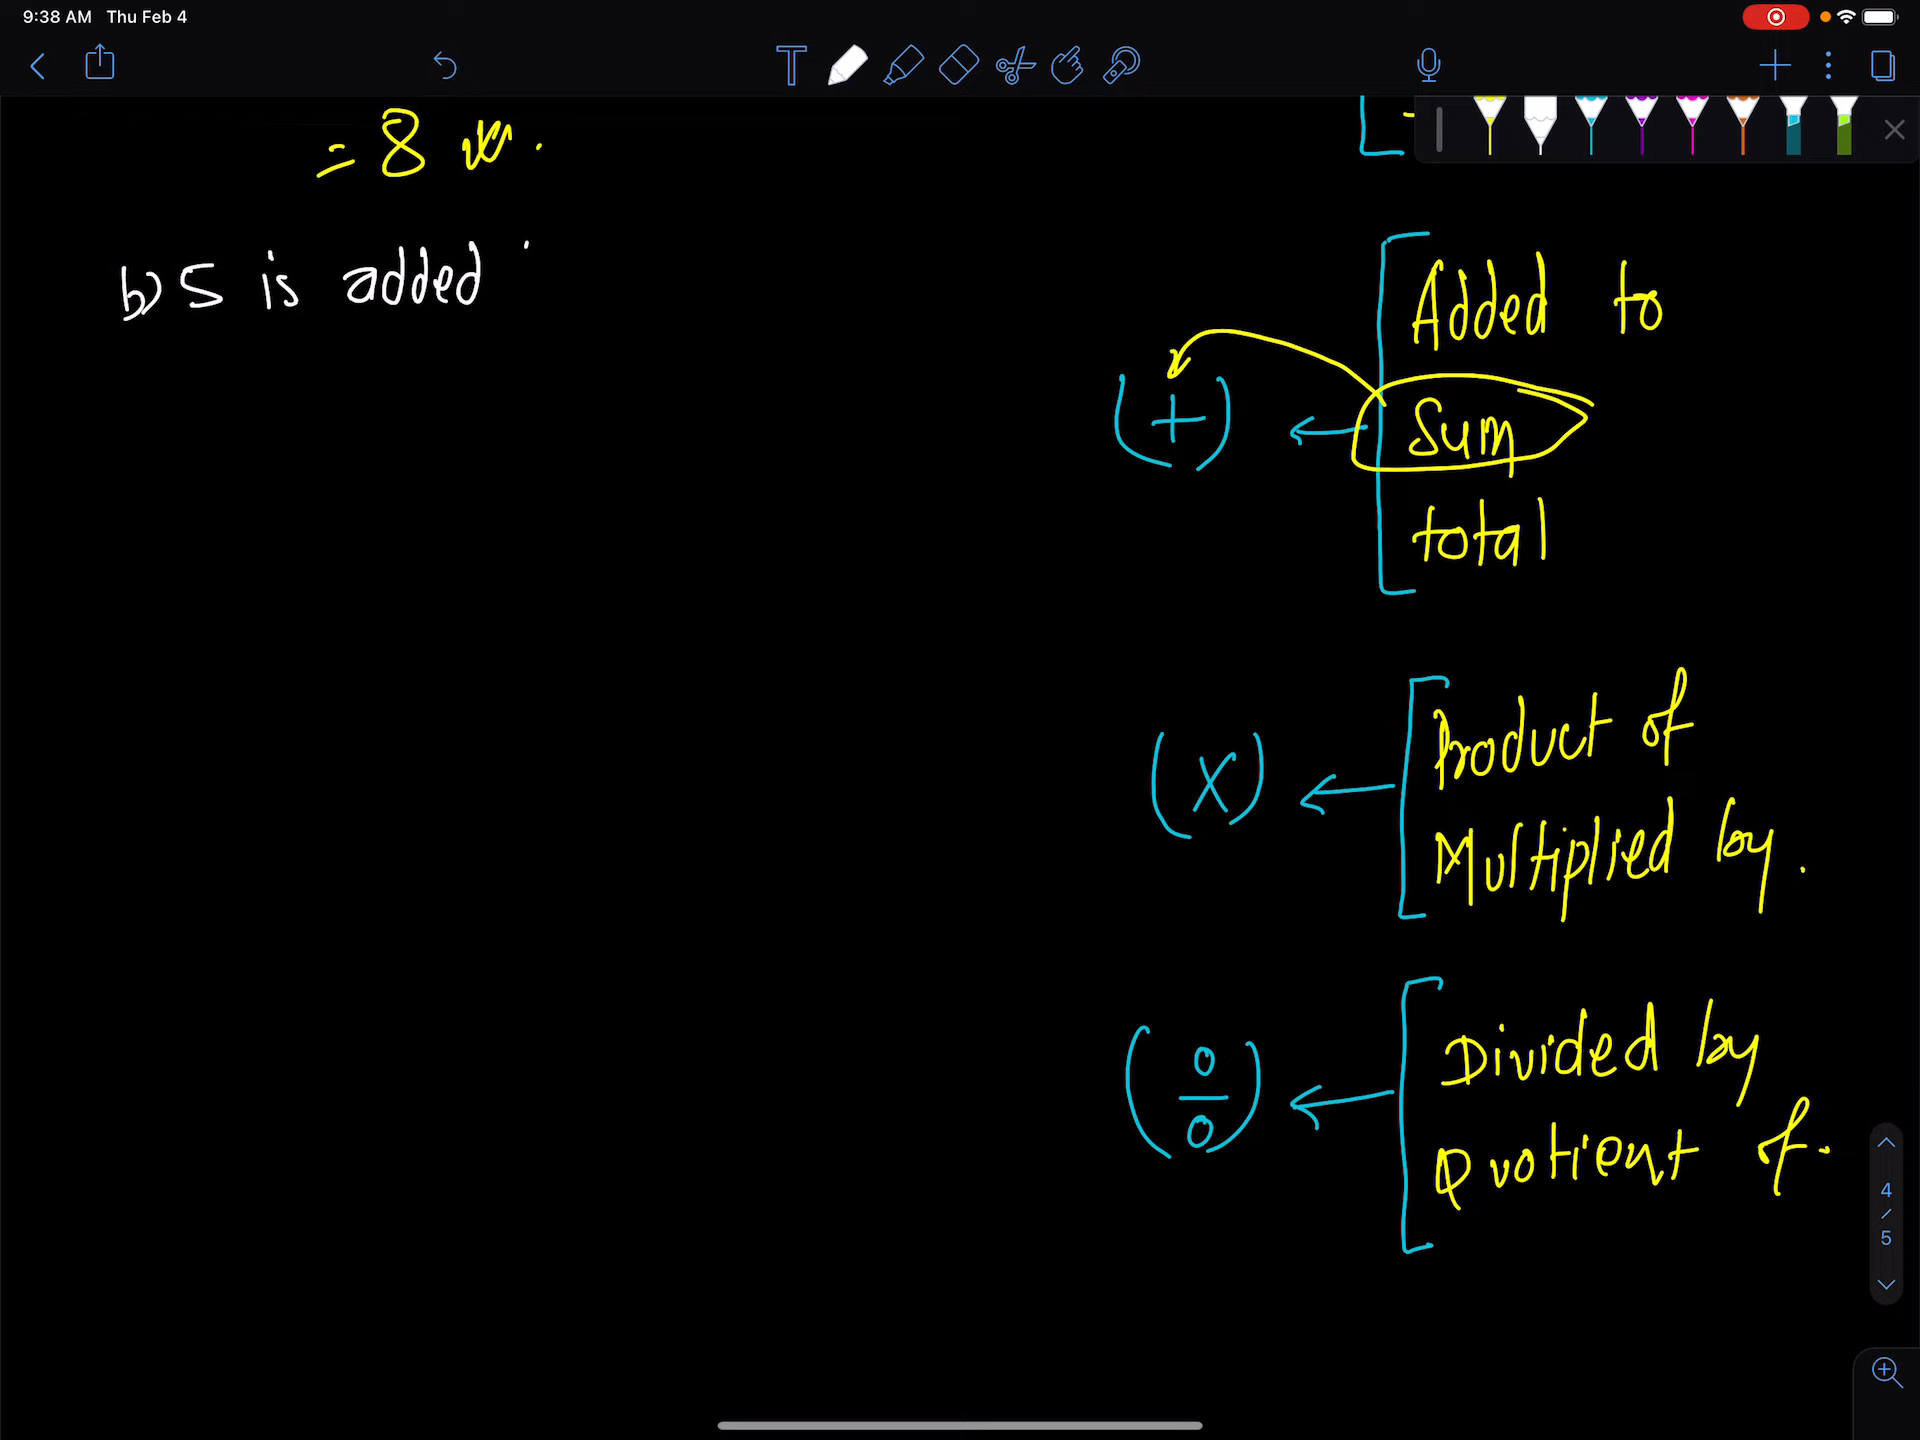 9:38 AM Thu Feb 4
= 8
b) 5 is added
Added to
(+)
Sum
total
(X)
Product of
Multiplied by.
Divided by
Quotient of.
4
/
5